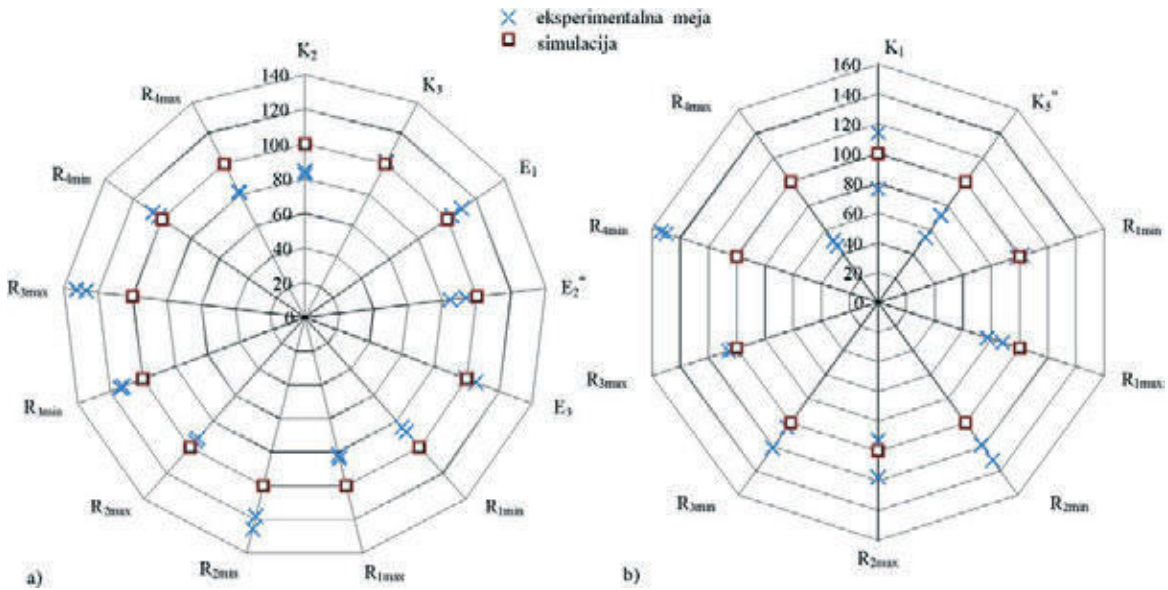 eksperimentalna meja
simulacija
K2
K3
E1
E2*
E3
R1min
R1max
R2min
R2max
R3min
R3max
R4min
R4max
140
120
100
80
60
40
20
0
a)
K1
K5*
R1min
R1max
R2min
R2max
R3min
R3max
R4min
R4max
160
140
120
100
80
60
40
20
0
b)